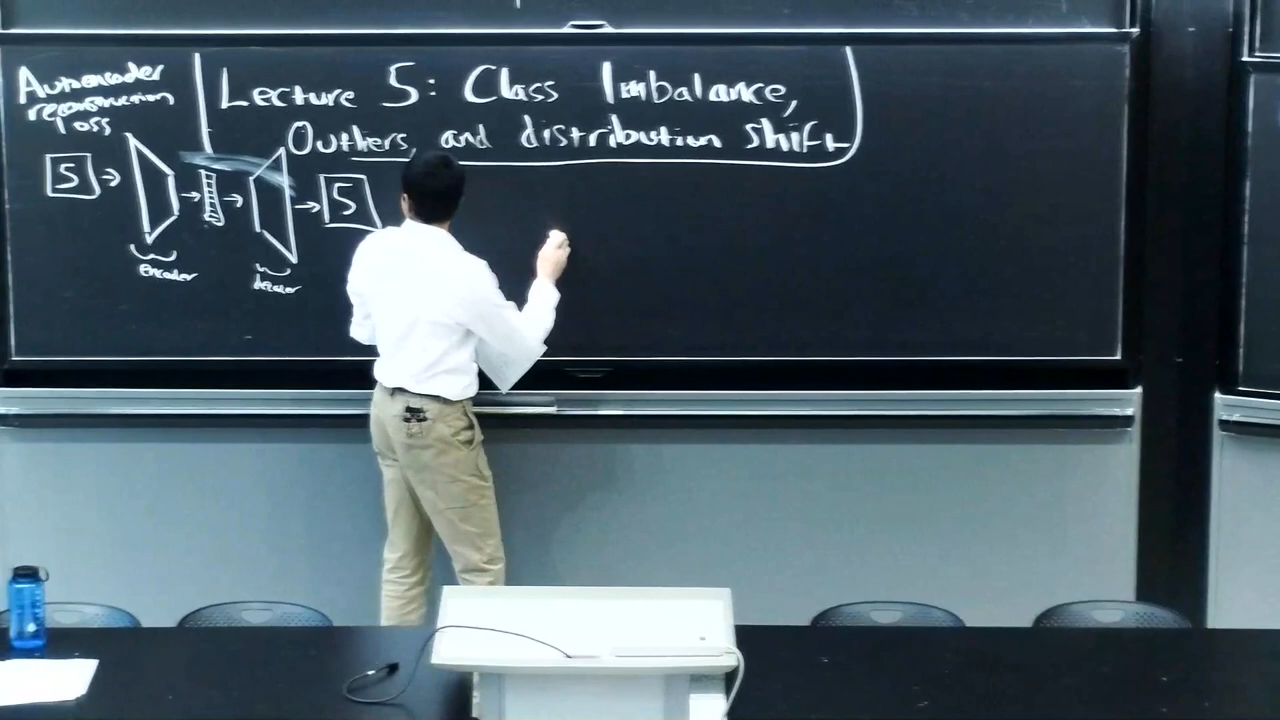 Autoencoder
reconstruction
loss
Lecture 5: Class Imbalance,
Outliers, and distribution shift
5
5
encoder
decoder